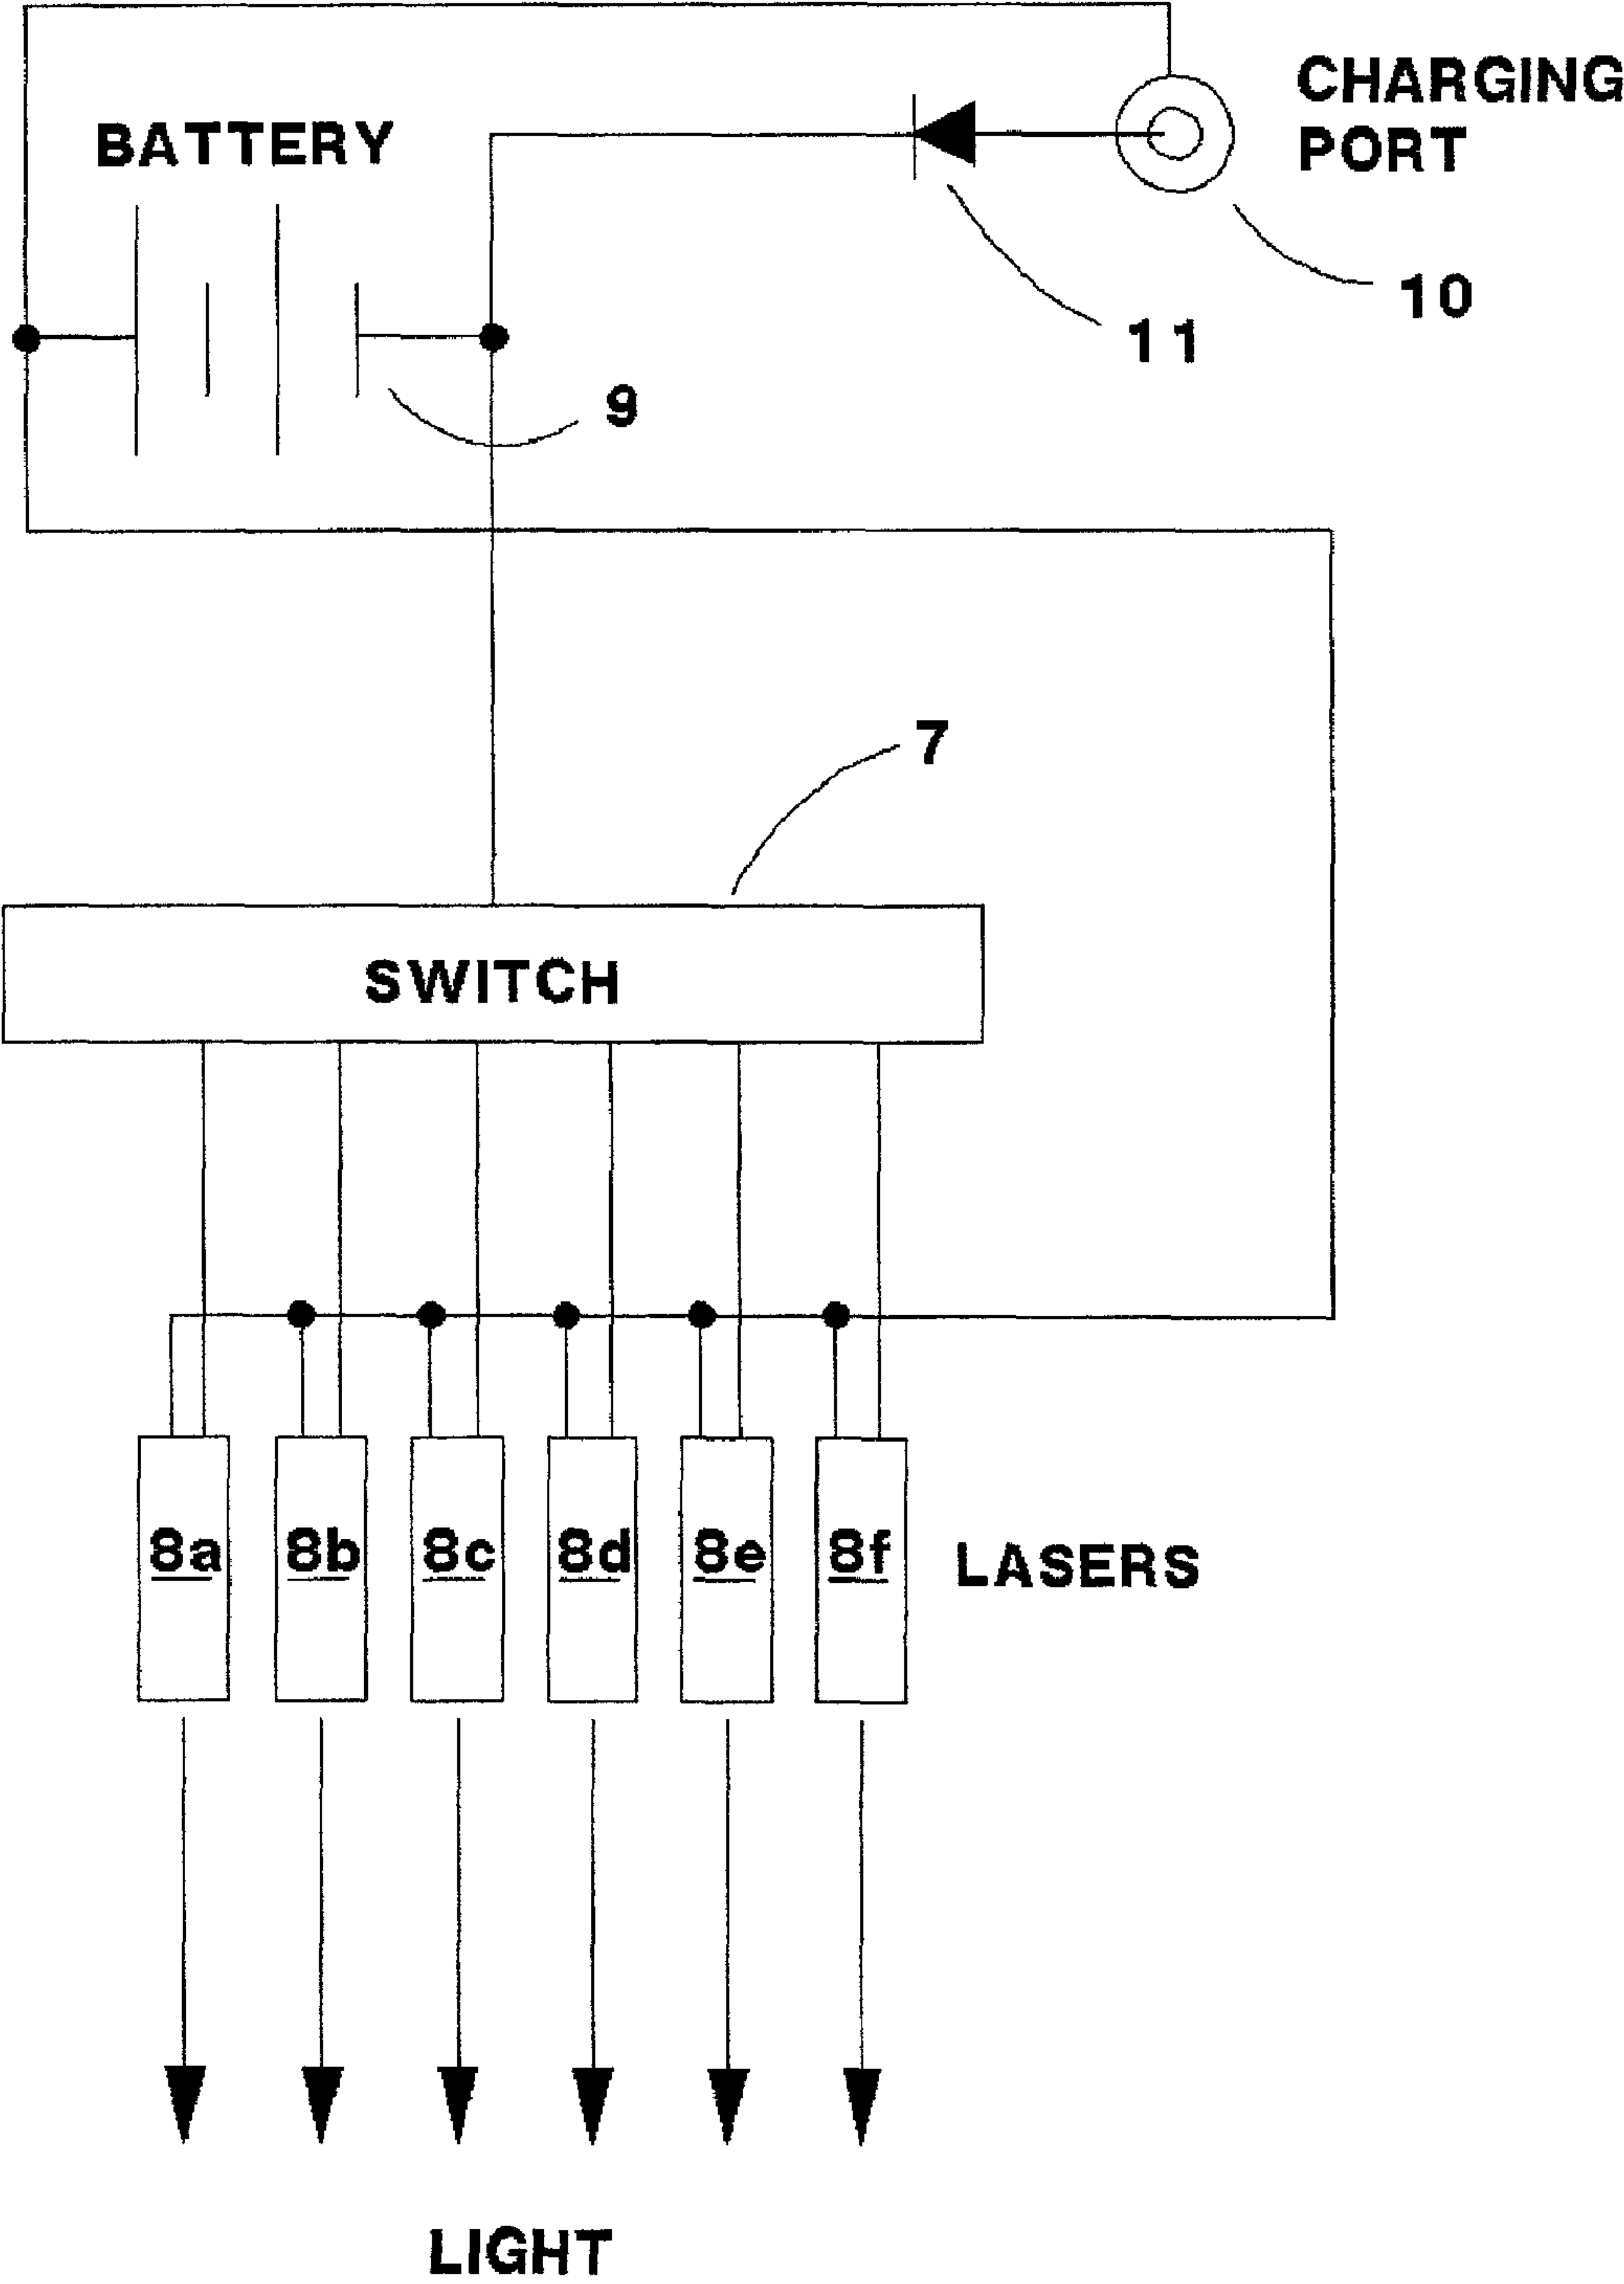 CHARGING
PORT
BATTERY
10
11
9
7
SWITCH
8a 8b 8c 8d 8e 8f
LASERS
LIGHT